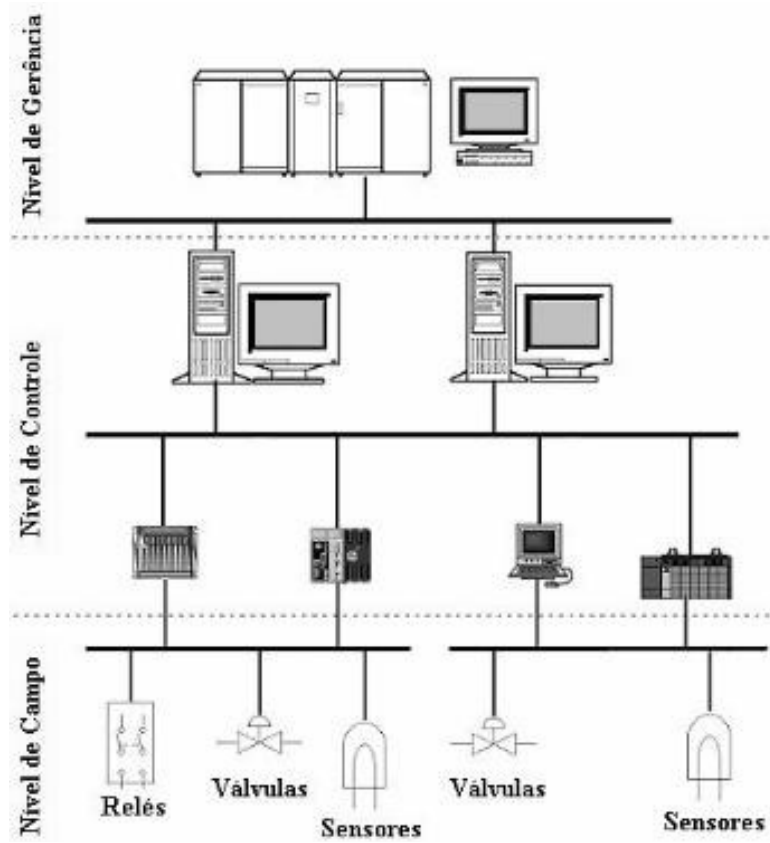 Nível de Gerência
Nível de Controle
Nível de Campo
Relés
Válvulas
Sensores
Válvulas
Sensores